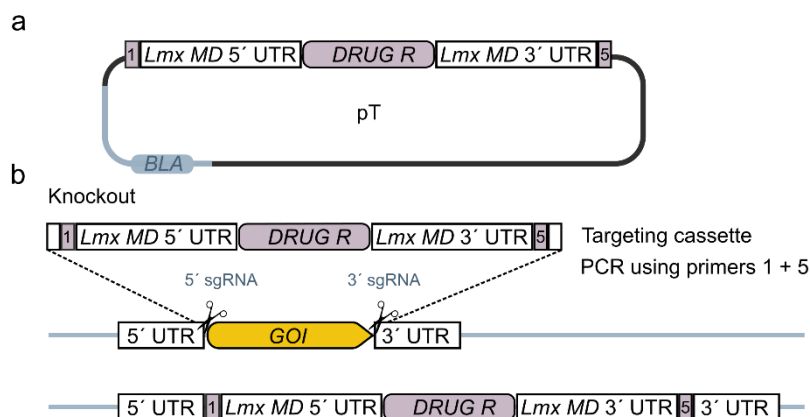 a
1 Lmx MD 5´ UTR DRUG R Lmx MD 3´ UTR 5
pT
BLA
b
Knockout
1 Lmx MD 5´ UTR DRUG R Lmx MD 3´ UTR 5
Targeting cassette
PCR using primers 1 + 5
5´ sgRNA 3´ sgRNA
5´ UTR GOI 3´ UTR
5´ UTR 1 Lmx MD 5´ UTR DRUG R Lmx MD 3´ UTR 5 3´ UTR